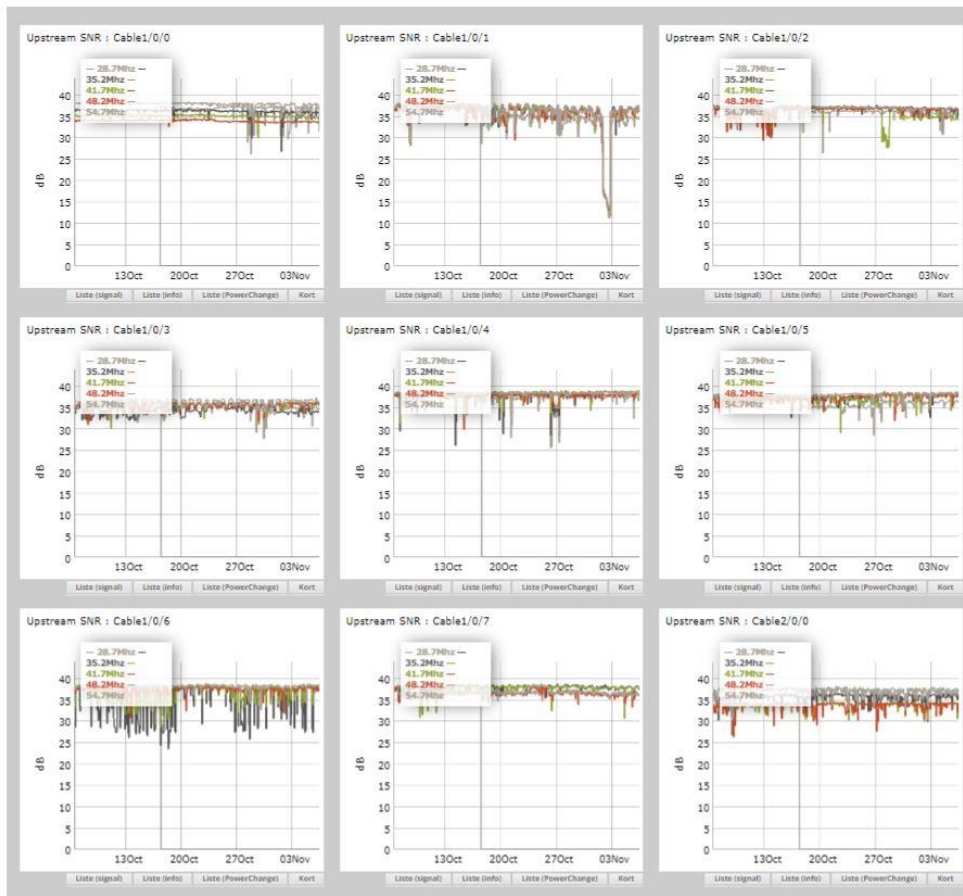 Upstream SNR : Cable1/0/0
— 28.7Mhz —
35.2Mhz —
41.7Mhz —
48.2Mhz —
54.7Mhz
40
35
30
25
20
15
10
5
0
dB
13Oct 20Oct 27Oct 03Nov
Liste (signal) Liste (info) Liste (PowerChange) Kort
Upstream SNR : Cable1/0/1
— 28.7Mhz —
35.2Mhz —
41.7Mhz —
48.2Mhz —
54.7Mhz
40
35
30
25
20
15
10
5
0
dB
13Oct 20Oct 27Oct 03Nov
Liste (signal) Liste (info) Liste (PowerChange) Kort
Upstream SNR : Cable1/0/2
— 28.7Mhz —
35.2Mhz —
41.7Mhz —
48.2Mhz —
54.7Mhz
40
35
30
25
20
15
10
5
0
dB
13Oct 20Oct 27Oct 03Nov
Liste (signal) Liste (info) Liste (PowerChange) Kort
Upstream SNR : Cable1/0/3
— 28.7Mhz —
35.2Mhz —
41.7Mhz —
48.2Mhz —
54.7Mhz
40
35
30
25
20
15
10
5
0
dB
13Oct 20Oct 27Oct 03Nov
Liste (signal) Liste (info) Liste (PowerChange) Kort
Upstream SNR : Cable1/0/4
— 28.7Mhz —
35.2Mhz —
41.7Mhz —
48.2Mhz —
54.7Mhz
40
35
30
25
20
15
10
5
0
dB
13Oct 20Oct 27Oct 03Nov
Liste (signal) Liste (info) Liste (PowerChange) Kort
Upstream SNR : Cable1/0/5
— 28.7Mhz —
35.2Mhz —
41.7Mhz —
48.2Mhz —
54.7Mhz
40
35
30
25
20
15
10
5
0
dB
13Oct 20Oct 27Oct 03Nov
Liste (signal) Liste (info) Liste (PowerChange) Kort
Upstream SNR : Cable1/0/6
— 28.7Mhz —
35.2Mhz —
41.7Mhz —
48.2Mhz —
54.7Mhz
40
35
30
25
20
15
10
5
0
dB
13Oct 20Oct 27Oct 03Nov
Liste (signal) Liste (info) Liste (PowerChange) Kort
Upstream SNR : Cable1/0/7
— 28.7Mhz —
35.2Mhz —
41.7Mhz —
48.2Mhz —
54.7Mhz
40
35
30
25
20
15
10
5
0
dB
13Oct 20Oct 27Oct 03Nov
Liste (signal) Liste (info) Liste (PowerChange) Kort
Upstream SNR : Cable2/0/0
— 28.7Mhz —
35.2Mhz —
41.7Mhz —
48.2Mhz —
54.7Mhz
40
35
30
25
20
15
10
5
0
dB
13Oct 20Oct 27Oct 03Nov
Liste (signal) Liste (info) Liste (PowerChange) Kort